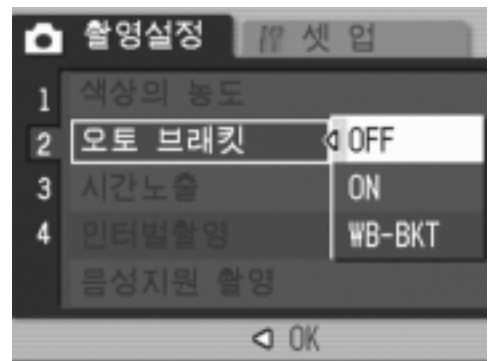 촬영설정 셋 업
1 색상의 농도
2 오토 브래킷 OFF
3 시간노출 ON
4 인터벌촬영 WB-BKT
음성지원 촬영
OK